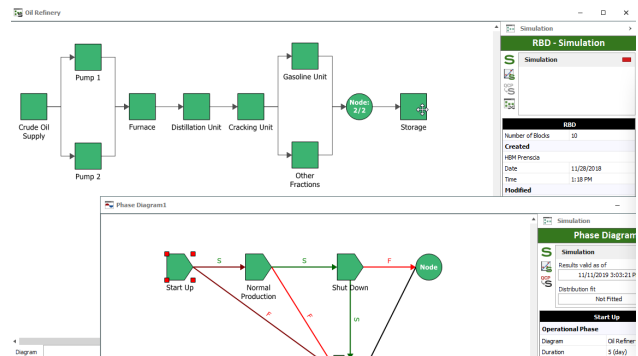 Oil Refinery
Simulation
RBD - Simulation
Simulation
Pump 1
Gasoline Unit
Node:
2/2
Crude Oil
Supply
Furnace
Distillation Unit
Cracking Unit
Storage
Pump 2
Other
Fractions
RBD
Number of Blocks 10
Created
HBM Prenscia
Date 11/28/2018
Time 1:18 PM
Modified
Phase Diagram1
Simulation
Phase Diagram
Simulation
Results valid as of
11/11/2019 3:03:21 P
Distribution fit
Not Fitted
S
S
F
Node
Start Up
Normal
Production
Shut Down
F
F
S
Start Up
Operational Phase
Diagram Oil Refiner
Duration 5 (day)
Diagram